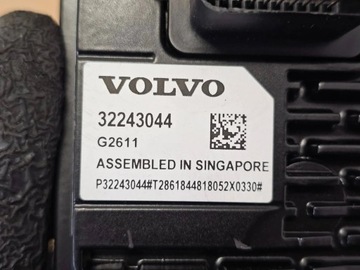 VOLVO
32243044
G2611
ASSEMBLED IN SINGAPORE
P32243044#T2861844818052X0330#